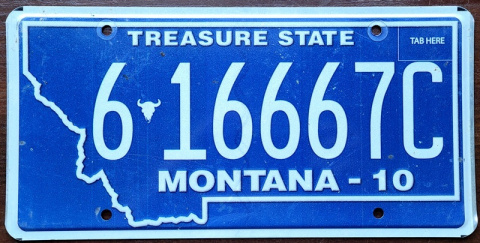 TREASURE STATE
TAB HERE
6 16667C
MONTANA - 10